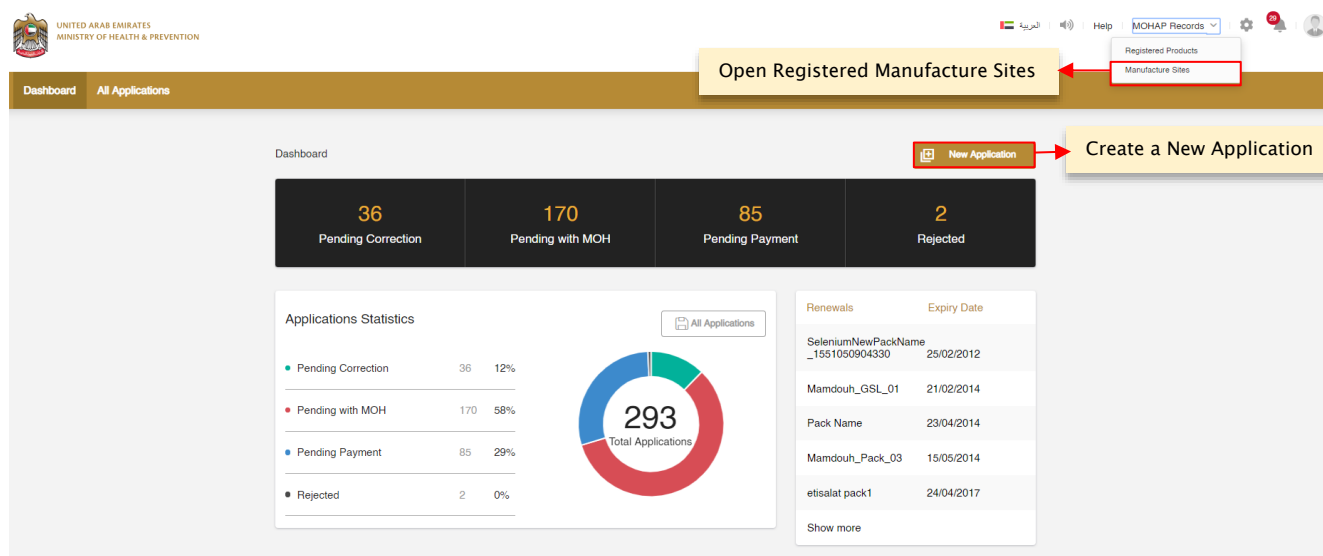 UNITED ARAB EMIRATES
MINISTRY OF HEALTH & PREVENTION
العربية
Help
MOHAP Records
29
Registered Products
Manufacture Sites
Open Registered Manufacture Sites
Dashboard All Applications
Dashboard
New Application
Create a New Application
36 170 85 2
Pending Correction Pending with MOH Pending Payment Rejected
Applications Statistics
All Applications
Pending Correction 36 12%
Pending with MOH 170 58%
Pending Payment 85 29%
Rejected 2 0%
293
Total Applications
Renewals Expiry Date
SeleniumNewPackName
_1551050904330 25/02/2012
Mamdouh_GSL_01 21/02/2014
Pack Name 23/04/2014
Mamdouh_Pack_03 15/05/2014
etisalat pack1 24/04/2017
Show more